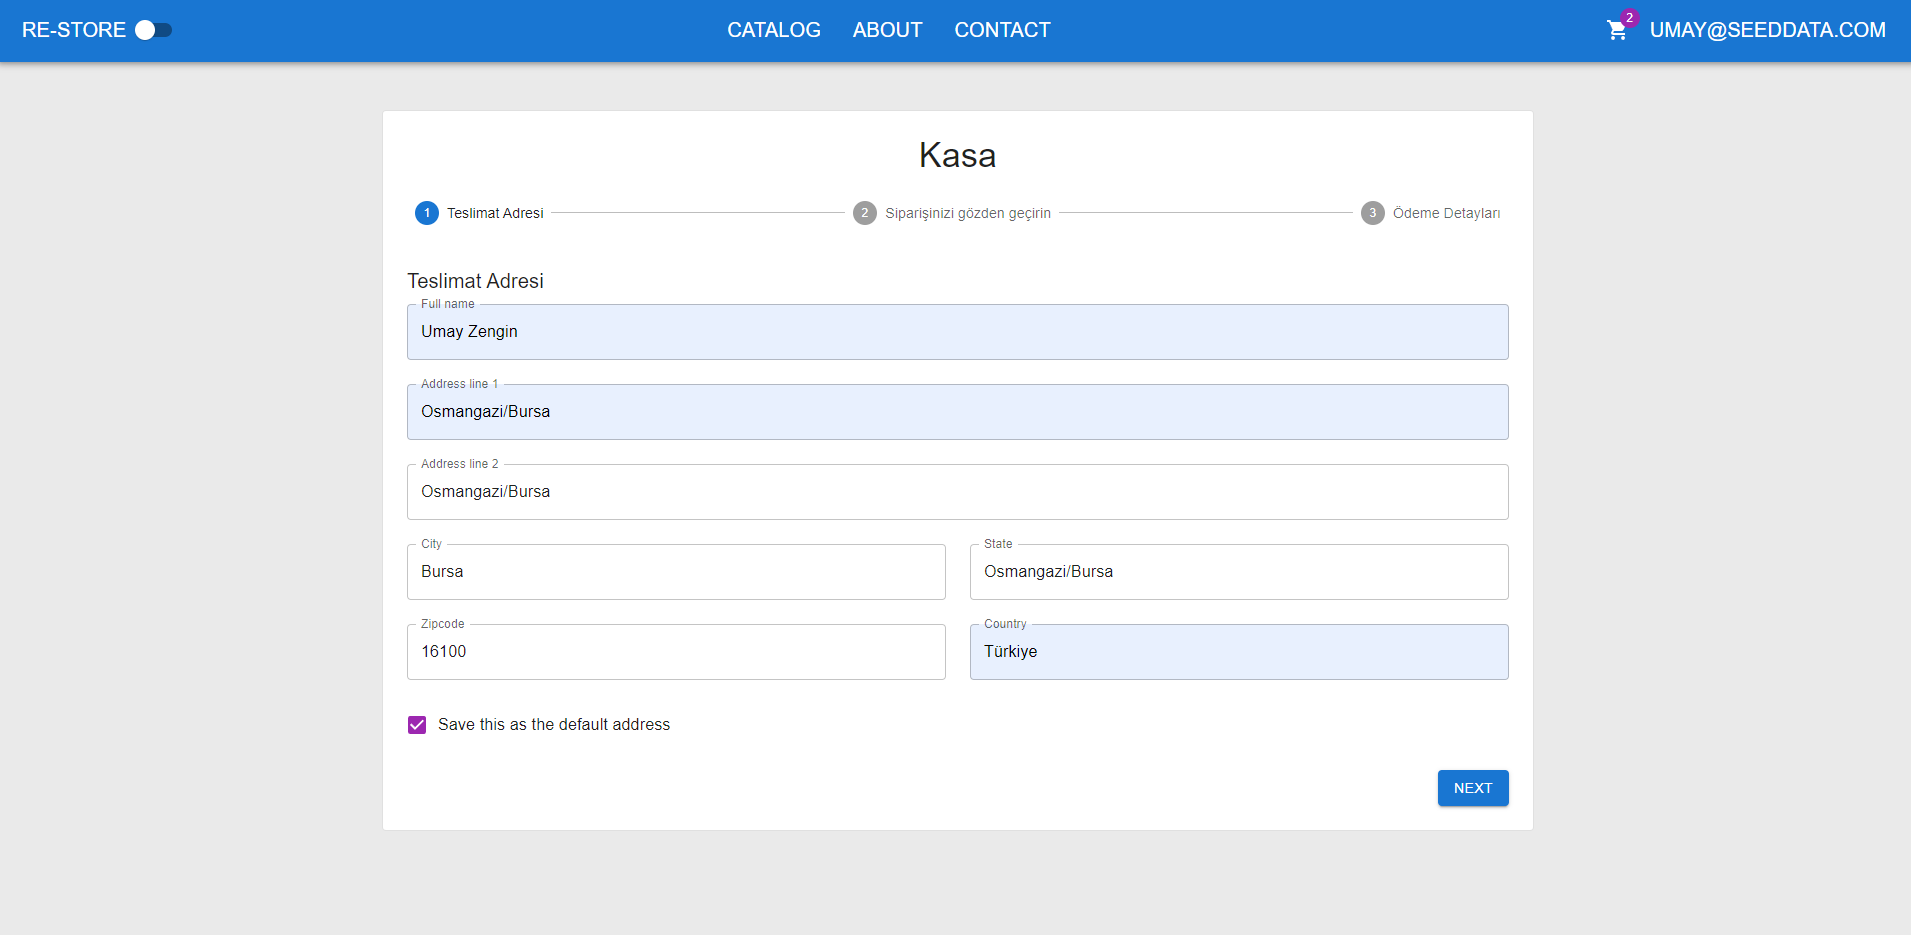 RE-STORE
CATALOG ABOUT CONTACT
2
UMAY@SEEDDATA.COM
Kasa
1 Teslimat Adresi
2 Siparişinizi gözden geçirin
3 Ödeme Detayları
Teslimat Adresi
Full name
Umay Zengin
Address line 1
Osmangazi/Bursa
Address line 2
Osmangazi/Bursa
City
Bursa
State
Osmangazi/Bursa
Zipcode
16100
Country
Türkiye
Save this as the default address
NEXT